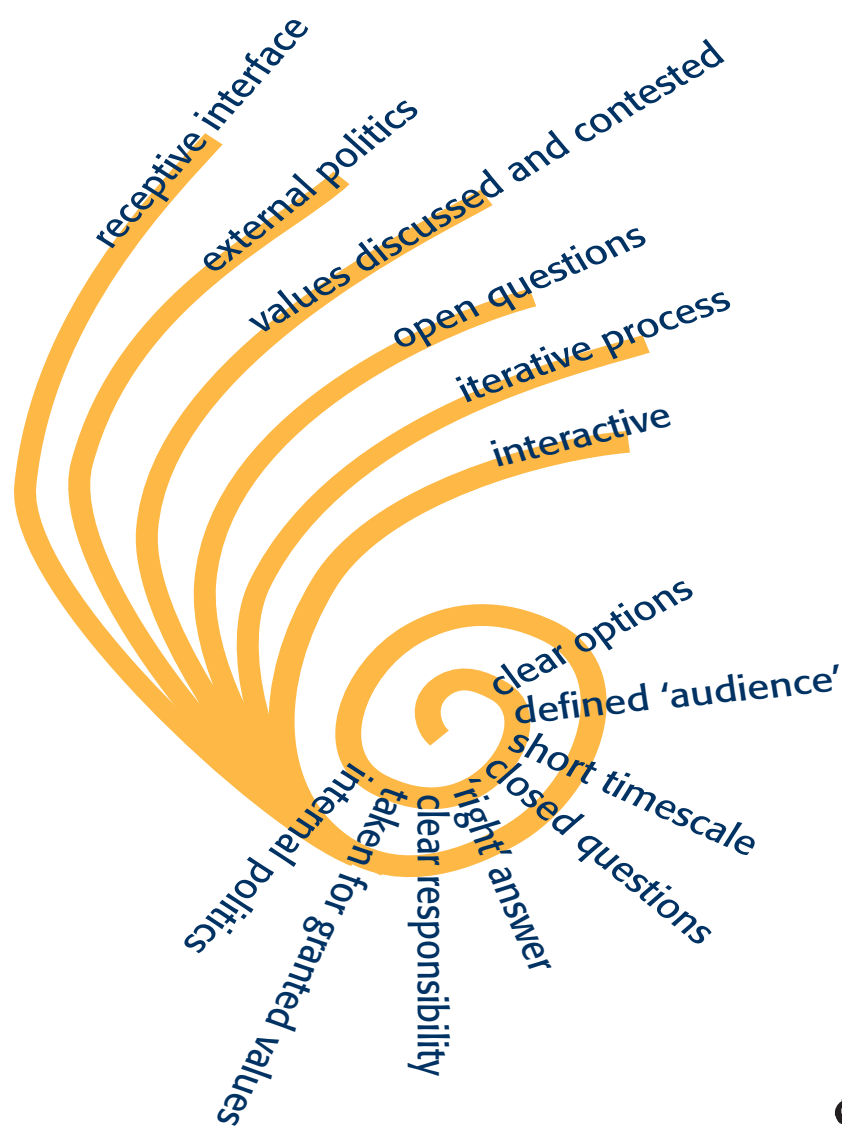 receptive interface
external politics
values discussed and contested
open questions
iterative process
interactive
clear options
defined ‘audience’
short timescale
closed questions
‘right’ answer
clear responsibility
taken for granted values
internal politics